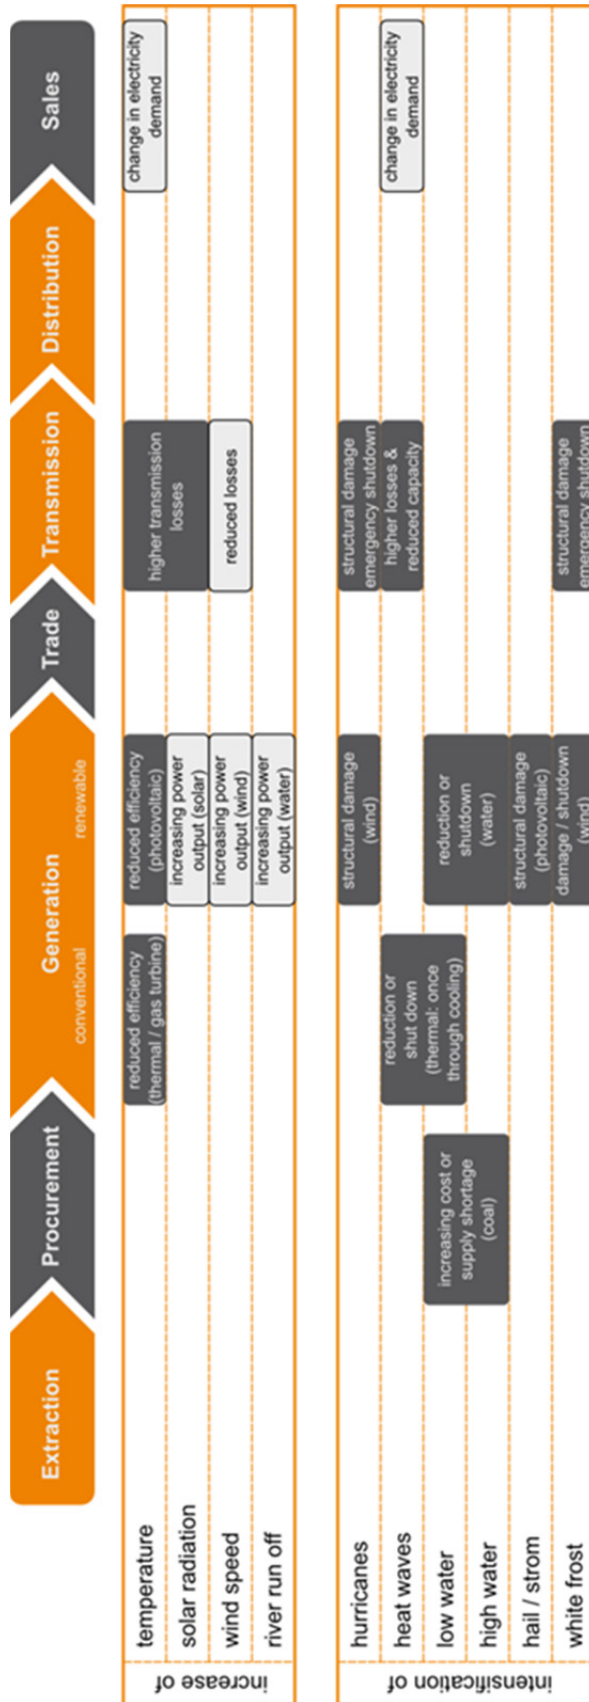 Extraction
Procurement
Generation
conventional
renewable
Trade
Transmission
Distribution
Sales
increase of
temperature
reduced efficiency
(thermal / gas turbine)
reduced efficiency
(photovoltaic)
higher transmission
losses
change in electricity
demand
solar radiation
increasing power
output (solar)
wind speed
increasing power
output (wind)
reduced losses
river run off
increasing power
output (water)
intensification of
hurricanes
structural damage
(wind)
structural damage
emergency shutdown
heat waves
reduction or
shut down
(thermal: once
through cooling)
higher losses &
reduced capacity
change in electricity
demand
low water
increasing cost or
supply shortage
(coal)
reduction or
shutdown
(water)
high water
hail / strom
structural damage
(photovoltaic)
white frost
damage / shutdown
(wind)
structural damage
emergency shutdown